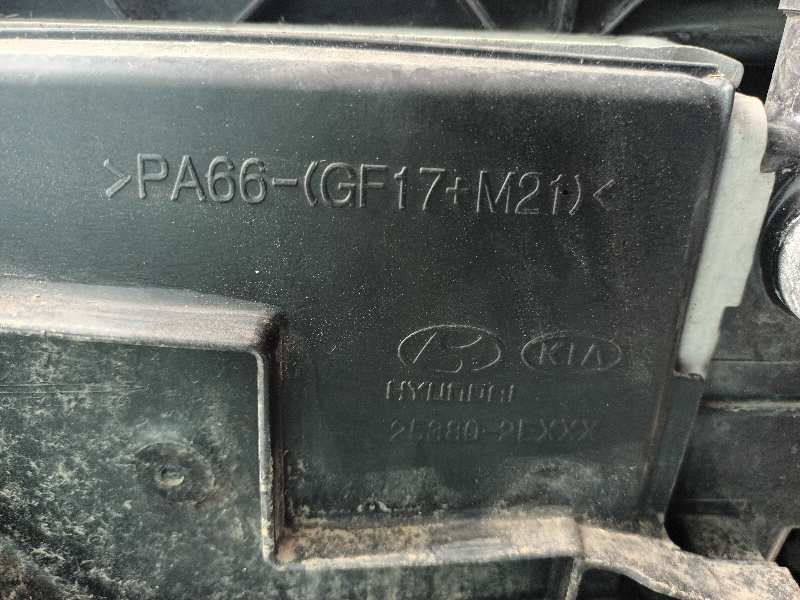 >PA66-(GF17+M21)<
KIA
HYUNDAI
25380-2EXXX